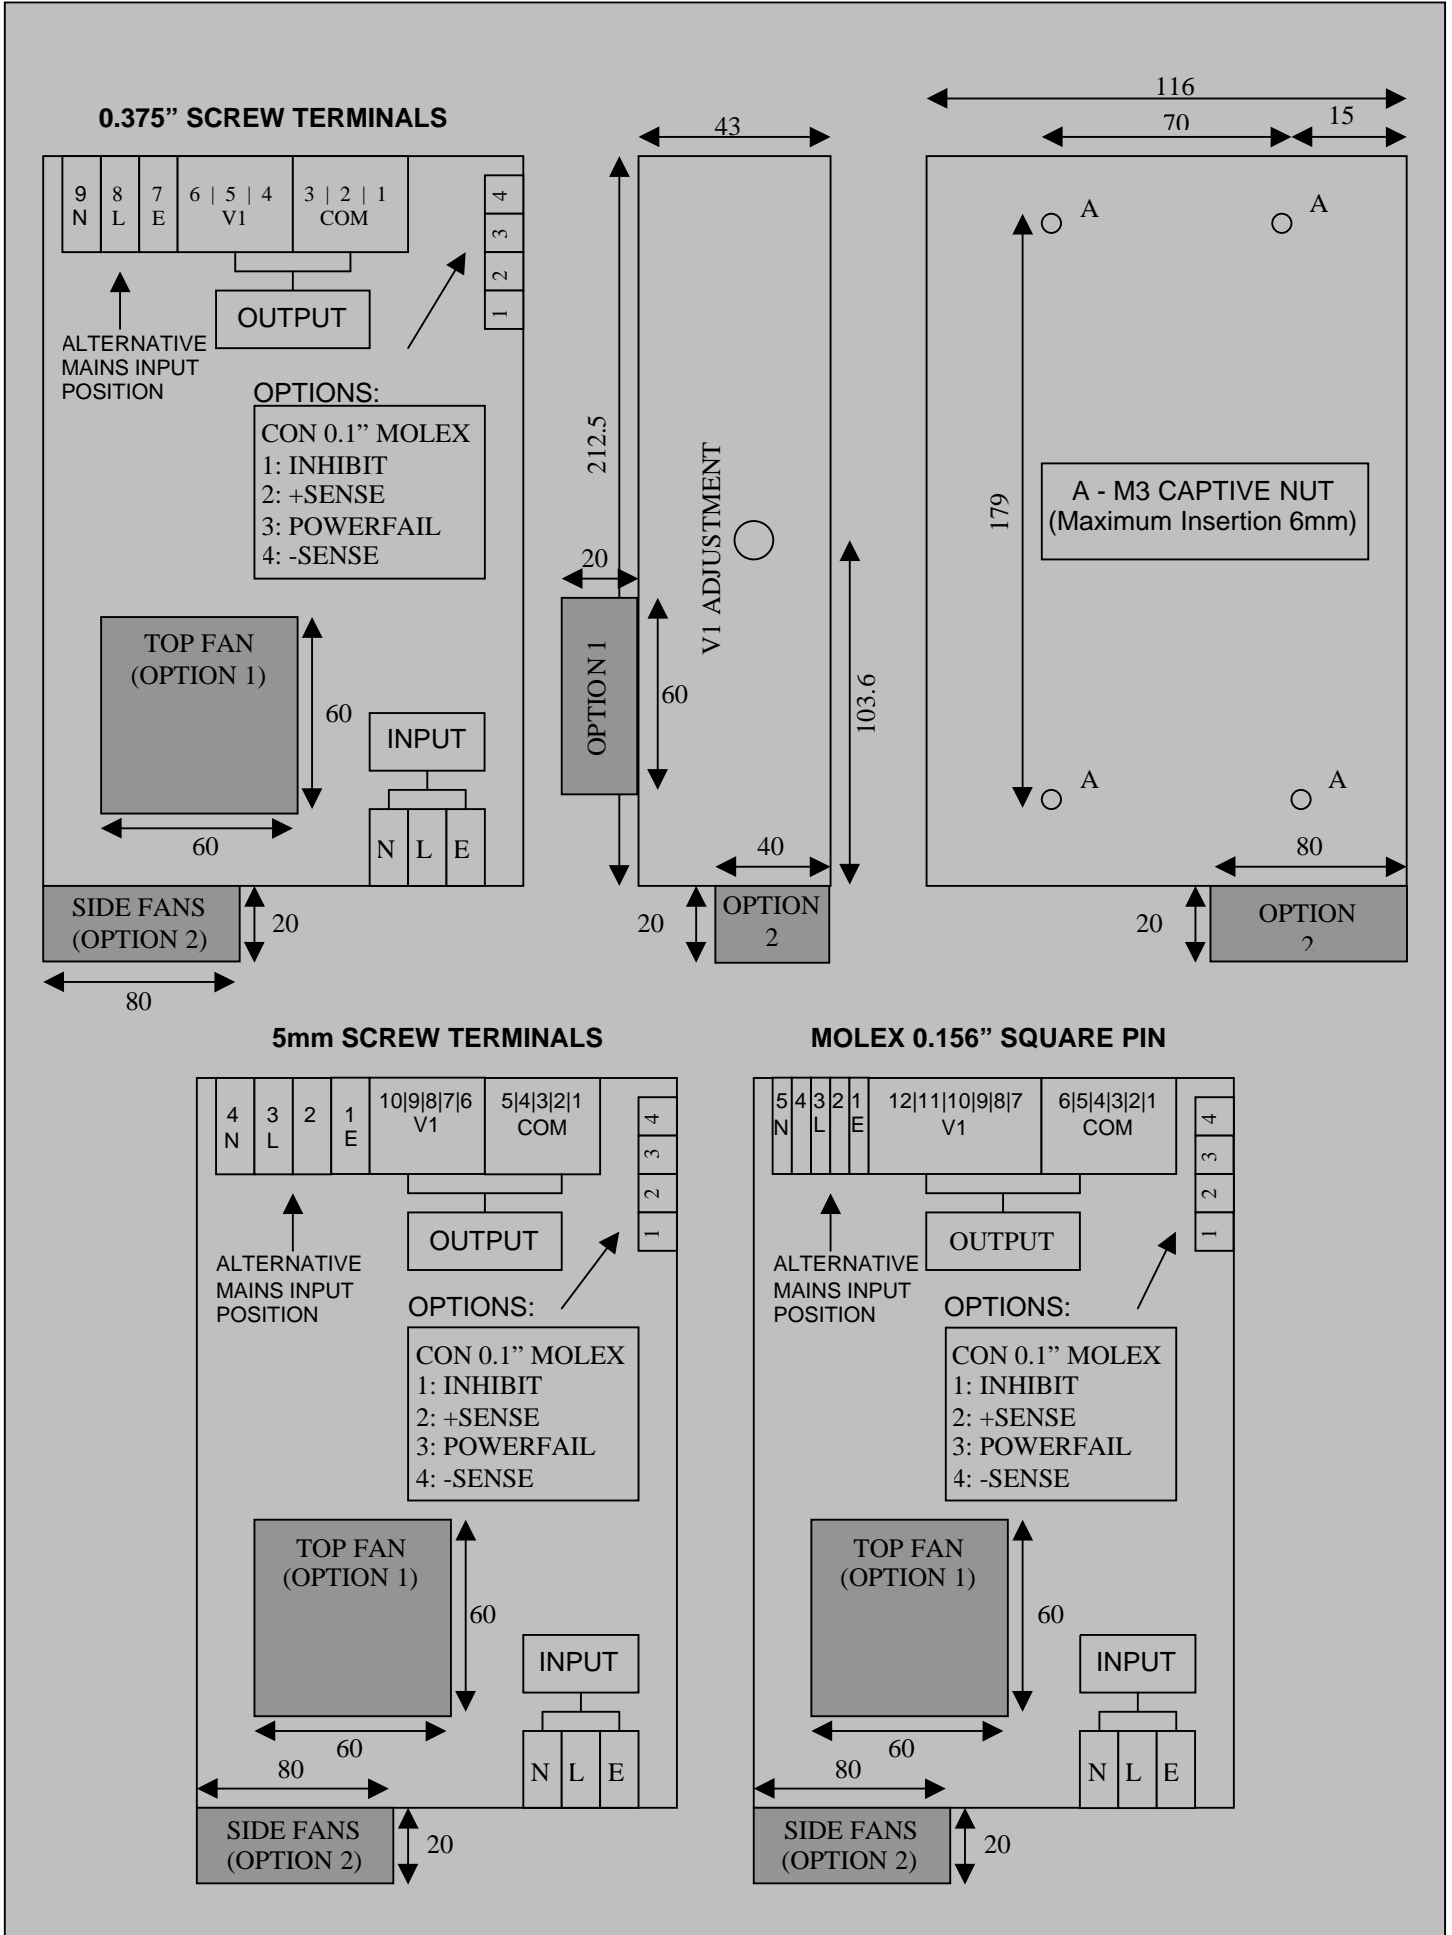 116
70
15
43
0.375” SCREW TERMINALS
9
N
8
L
7
E
6 | 5 | 4
V1
3 | 2 | 1
COM
4
3
2
1
OUTPUT
ALTERNATIVE
MAINS INPUT
POSITION
OPTIONS:
CON 0.1” MOLEX
1: INHIBIT
2: +SENSE
3: POWERFAIL
4: -SENSE
TOP FAN
(OPTION 1)
60
60
INPUT
N L E
SIDE FANS
(OPTION 2)
20
80
212.5
V1 ADJUSTMENT
20
OPTION 1
60
103.6
40
20
OPTION
2
A
A
179
A - M3 CAPTIVE NUT
(Maximum Insertion 6mm)
A
A
80
20
OPTION
2
5mm SCREW TERMINALS
4
N
3
L
2
1
E
10|9|8|7|6
V1
5|4|3|2|1
COM
4
3
2
1
OUTPUT
ALTERNATIVE
MAINS INPUT
POSITION
OPTIONS:
CON 0.1” MOLEX
1: INHIBIT
2: +SENSE
3: POWERFAIL
4: -SENSE
TOP FAN
(OPTION 1)
60
60
INPUT
N L E
80
SIDE FANS
(OPTION 2)
20
MOLEX 0.156” SQUARE PIN
5
N
4
3
L
2
1
E
12|11|10|9|8|7
V1
6|5|4|3|2|1
COM
4
3
2
1
OUTPUT
ALTERNATIVE
MAINS INPUT
POSITION
OPTIONS:
CON 0.1” MOLEX
1: INHIBIT
2: +SENSE
3: POWERFAIL
4: -SENSE
TOP FAN
(OPTION 1)
60
60
INPUT
N L E
80
SIDE FANS
(OPTION 2)
20